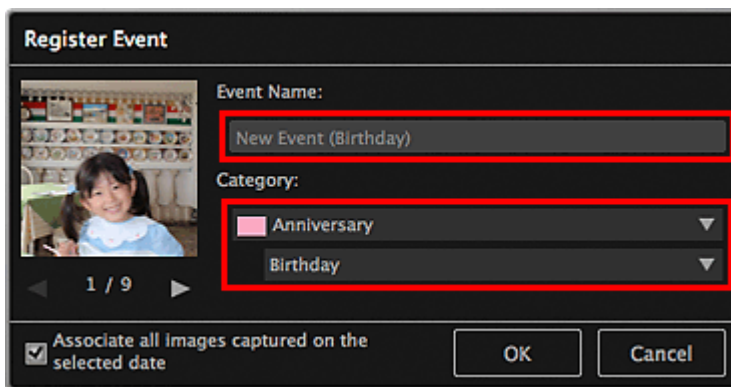 Register Event
Event Name:
New Event (Birthday)
Category:
Anniversary
Birthday
1 / 9
Associate all images captured on the
selected date
OK
Cancel